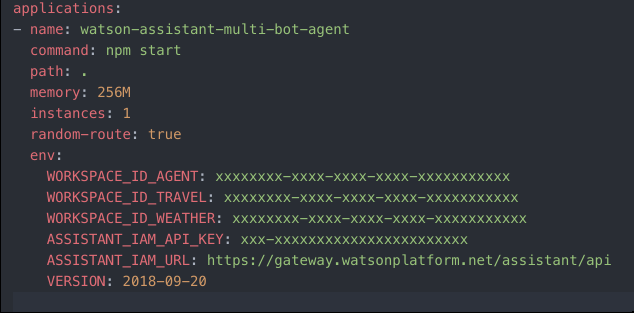 applications:
- name: watson-assistant-multi-bot-agent
  command: npm start
  path: .
  memory: 256M
  instances: 1
  random-route: true
  env:
    WORKSPACE_ID_AGENT: xxxxxxxx-xxxx-xxxx-xxxx-xxxxxxxxxxx
    WORKSPACE_ID_TRAVEL: xxxxxxxx-xxxx-xxxx-xxxx-xxxxxxxxxxx
    WORKSPACE_ID_WEATHER: xxxxxxxx-xxxx-xxxx-xxxx-xxxxxxxxxxx
    ASSISTANT_IAM_API_KEY: xxx-xxxxxxxxxxxxxxxxxxxxxxx
    ASSISTANT_IAM_URL: https://gateway.watsonplatform.net/assistant/api
    VERSION: 2018-09-20